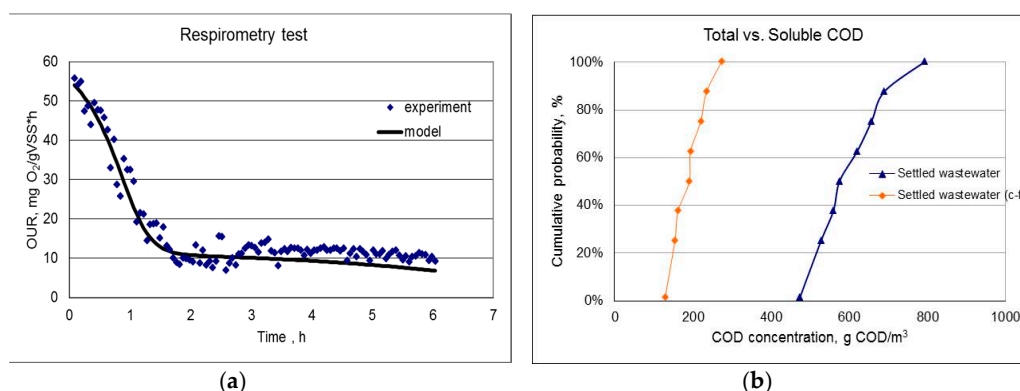 Respirometry test
60
50
40
30
20
10
0
OUR, mg O₂/gVSS*h
experiment
model
0 1 2 3 4 5 6 7
Time , h
(a)
Total vs. Soluble COD
100%
80%
60%
40%
20%
0%
Cumulative probability, %
Settled wastewater
Settled wastewater (c-f
0 200 400 600 800 1000
COD concentration, g COD/m³
(b)